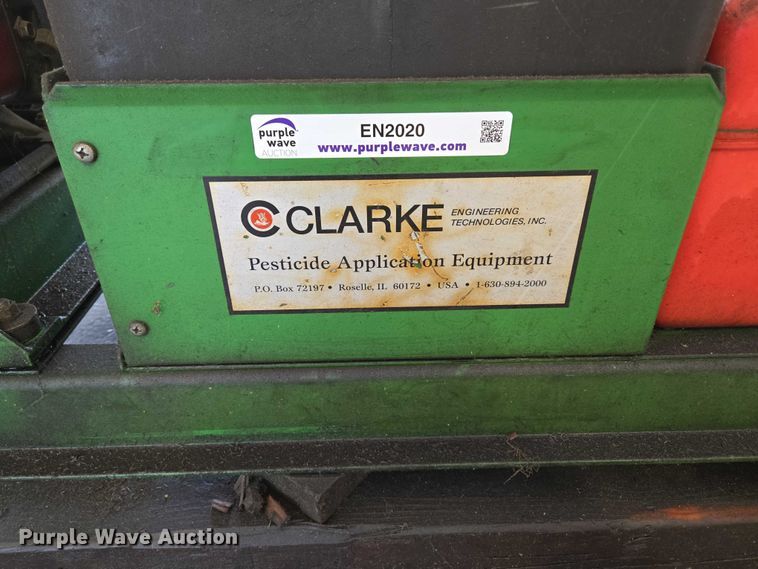 purple
wave
AUCTION
EN2020
www.purplewave.com
CLARKE
ENGINEERING
TECHNOLOGIES, INC.
Pesticide Application Equipment
P.O. Box 72197 • Roselle, IL 60172 • USA • 1-630-894-2000
Purple Wave Auction